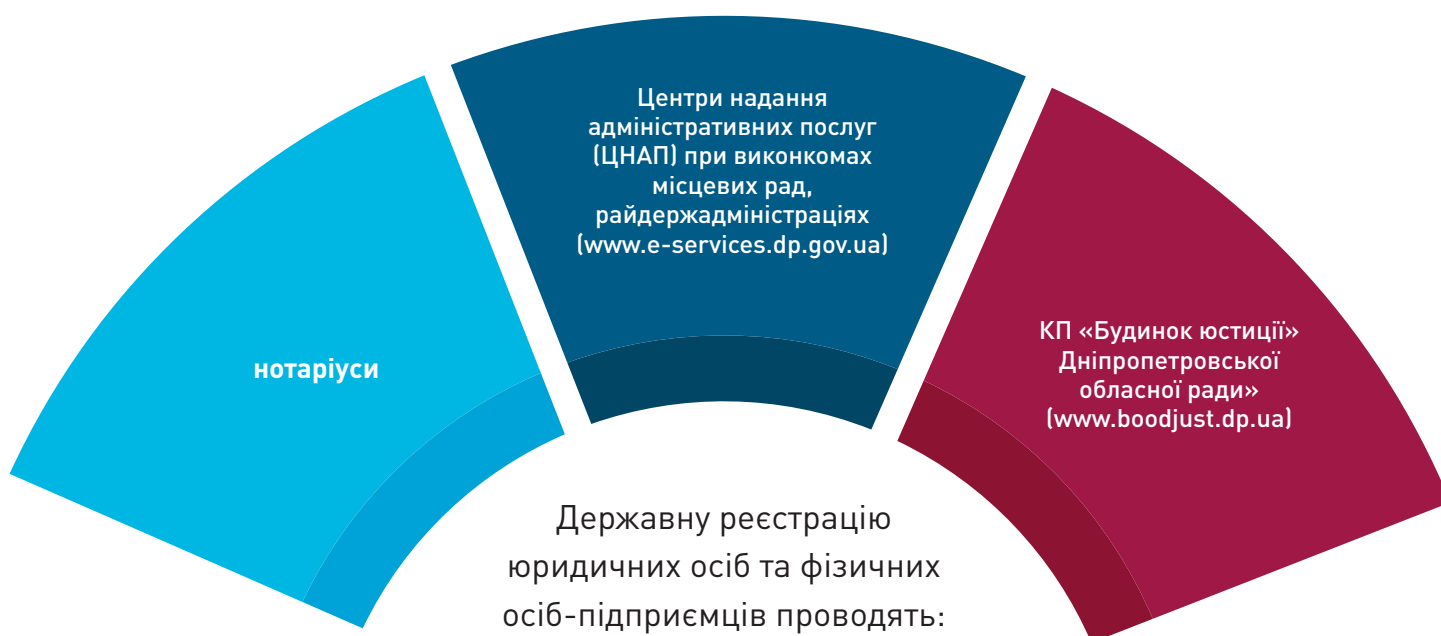 Центри надання
адміністративних послуг
(ЦНАП) при виконкомах
місцевих рад,
райдержадміністраціях
(www.e-services.dp.gov.ua)
нотаріуси
КП «Будинок юстиції»
Дніпропетровської
обласної ради»
(www.boodjust.dp.ua)
Державну реєстрацію
юридичних осіб та фізичних
осіб-підприємців проводять: